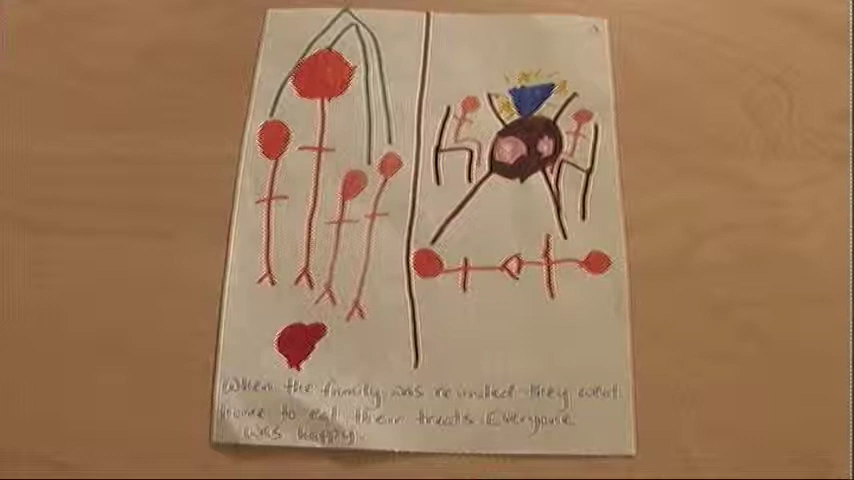 When the family was reunited they went
home to eat their treats. Everyone
was happy.